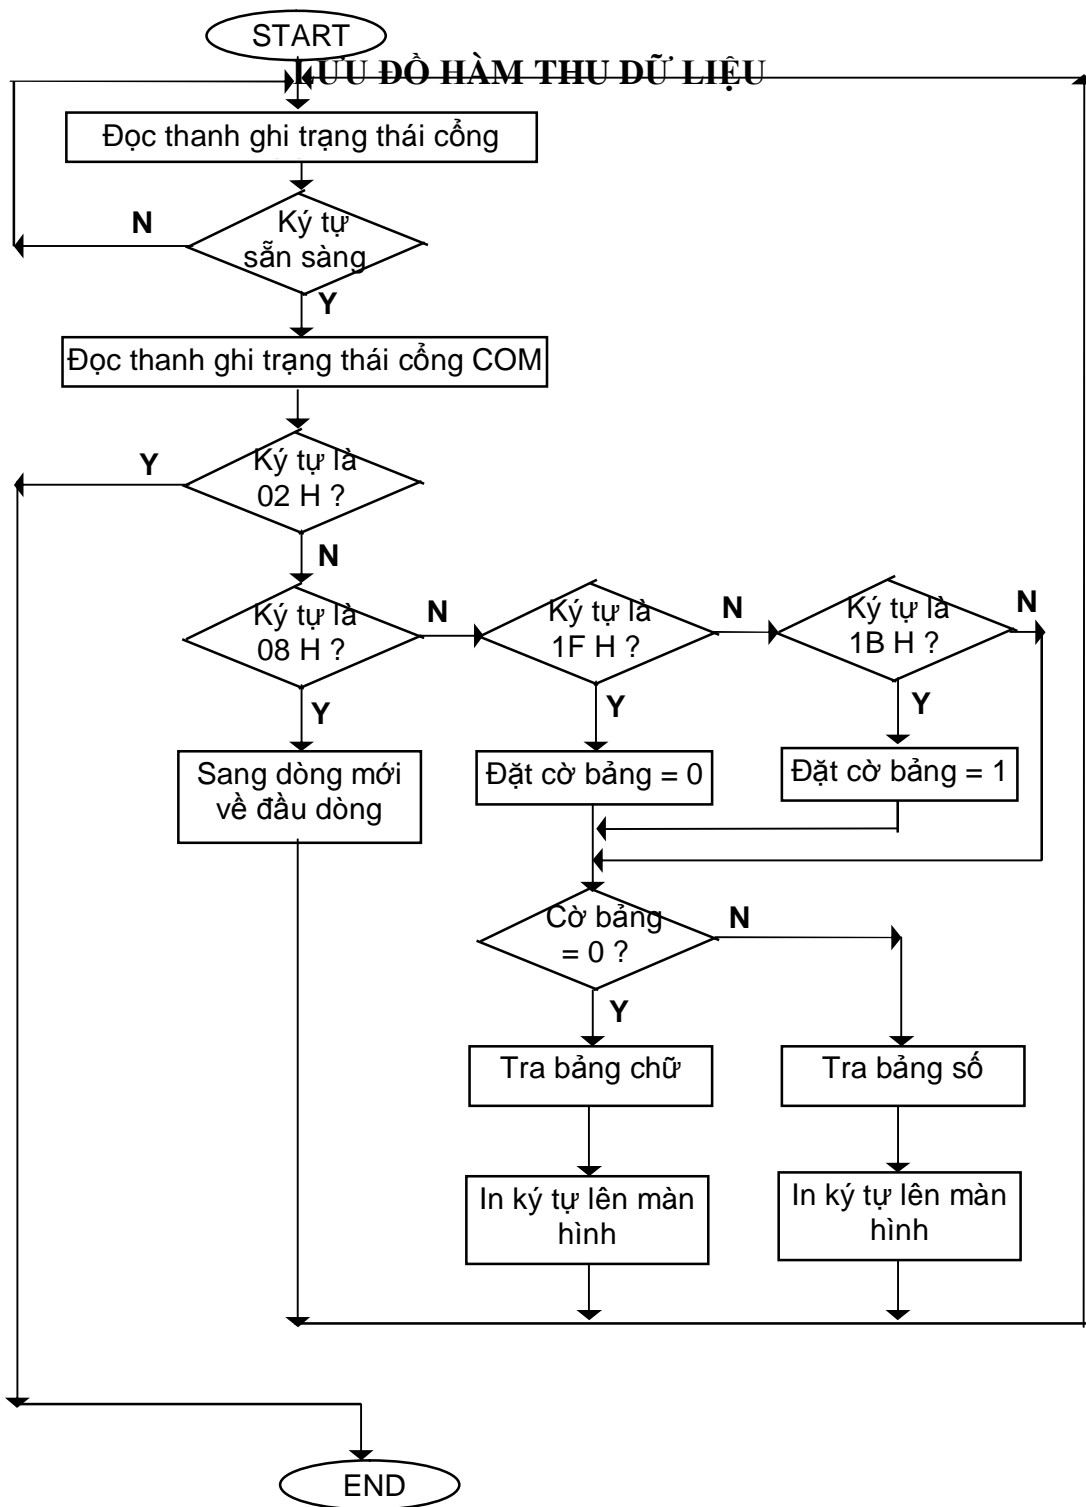 START
LƯU ĐỒ HÀM THU DỮ LIỆU
Đọc thanh ghi trạng thái cổng
N
Ký tự
sẵn sàng
Y
Đọc thanh ghi trạng thái cổng COM
Y
Ký tự là
02 H ?
N
Ký tự là
08 H ?
N
Ký tự là
1F H ?
N
Ký tự là
1B H ?
N
Y
Y
Y
Sang dòng mới
về đầu dòng
Đặt cờ bảng = 0
Đặt cờ bảng = 1
Cờ bảng
= 0 ?
N
Y
Tra bảng chữ
Tra bảng số
In ký tự lên màn
hình
In ký tự lên màn
hình
END